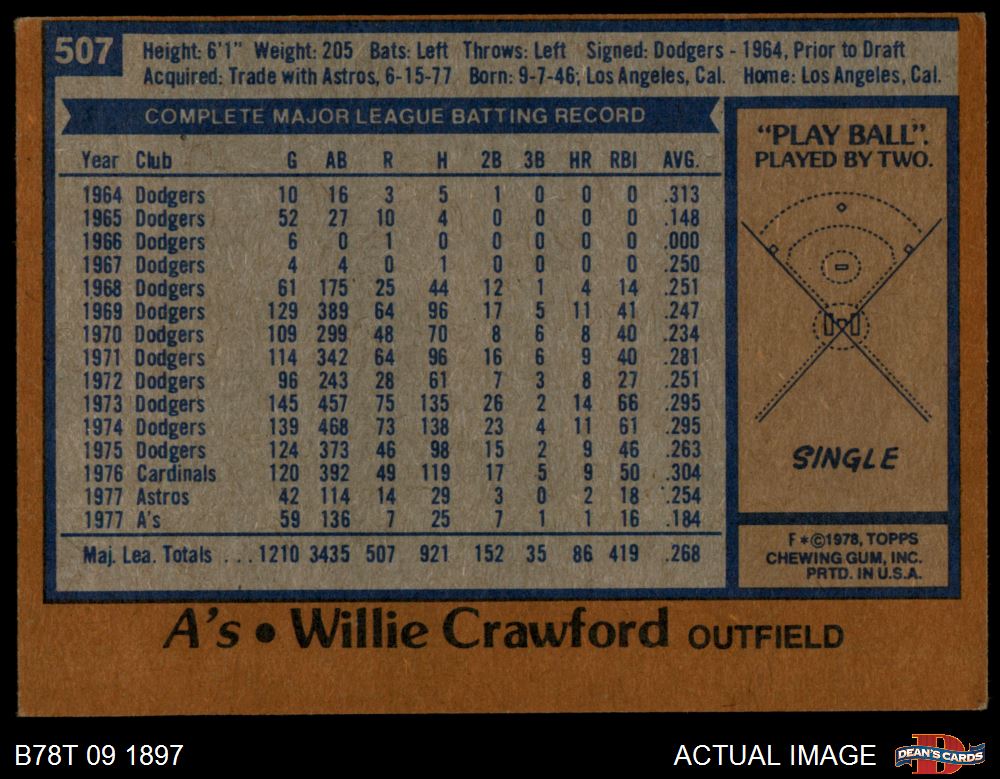 507
Height: 6'1" Weight: 205 Bats: Left Throws: Left Signed: Dodgers - 1964, Prior to Draft
Acquired: Trade with Astros, 6-15-77 Born: 9-7-46, Los Angeles, Cal. Home: Los Angeles, Cal.
COMPLETE MAJOR LEAGUE BATTING RECORD
Year Club G AB R H 2B 3B HR RBI AVG.
1964 Dodgers 10 16 3 5 1 0 0 0 .313
1965 Dodgers 52 27 10 4 0 0 0 0 .148
1966 Dodgers 6 0 1 0 0 0 0 0 .000
1967 Dodgers 4 4 0 1 0 0 0 0 .250
1968 Dodgers 61 175 25 44 12 1 4 14 .251
1969 Dodgers 129 389 64 96 17 5 11 41 .247
1970 Dodgers 109 299 48 70 8 6 8 40 .234
1971 Dodgers 114 342 64 96 16 6 9 40 .281
1972 Dodgers 96 243 28 61 7 3 8 27 .251
1973 Dodgers 145 457 75 135 26 2 14 66 .295
1974 Dodgers 139 468 73 138 23 4 11 61 .295
1975 Dodgers 124 373 46 98 15 2 9 46 .263
1976 Cardinals 120 392 49 119 17 5 9 50 .304
1977 Astros 42 114 14 29 3 0 2 18 .254
1977 A's 59 136 7 25 7 1 1 16 .184
Maj. Lea. Totals ... 1210 3435 507 921 152 35 86 419 .268
"PLAY BALL".
PLAYED BY TWO.
SINGLE
F*©1978, TOPPS
CHEWING GUM, INC.
PRTD. IN U.S.A.
A's • Willie Crawford OUTFIELD
B78T 09 1897
ACTUAL IMAGE
D
DEAN'S CARDS